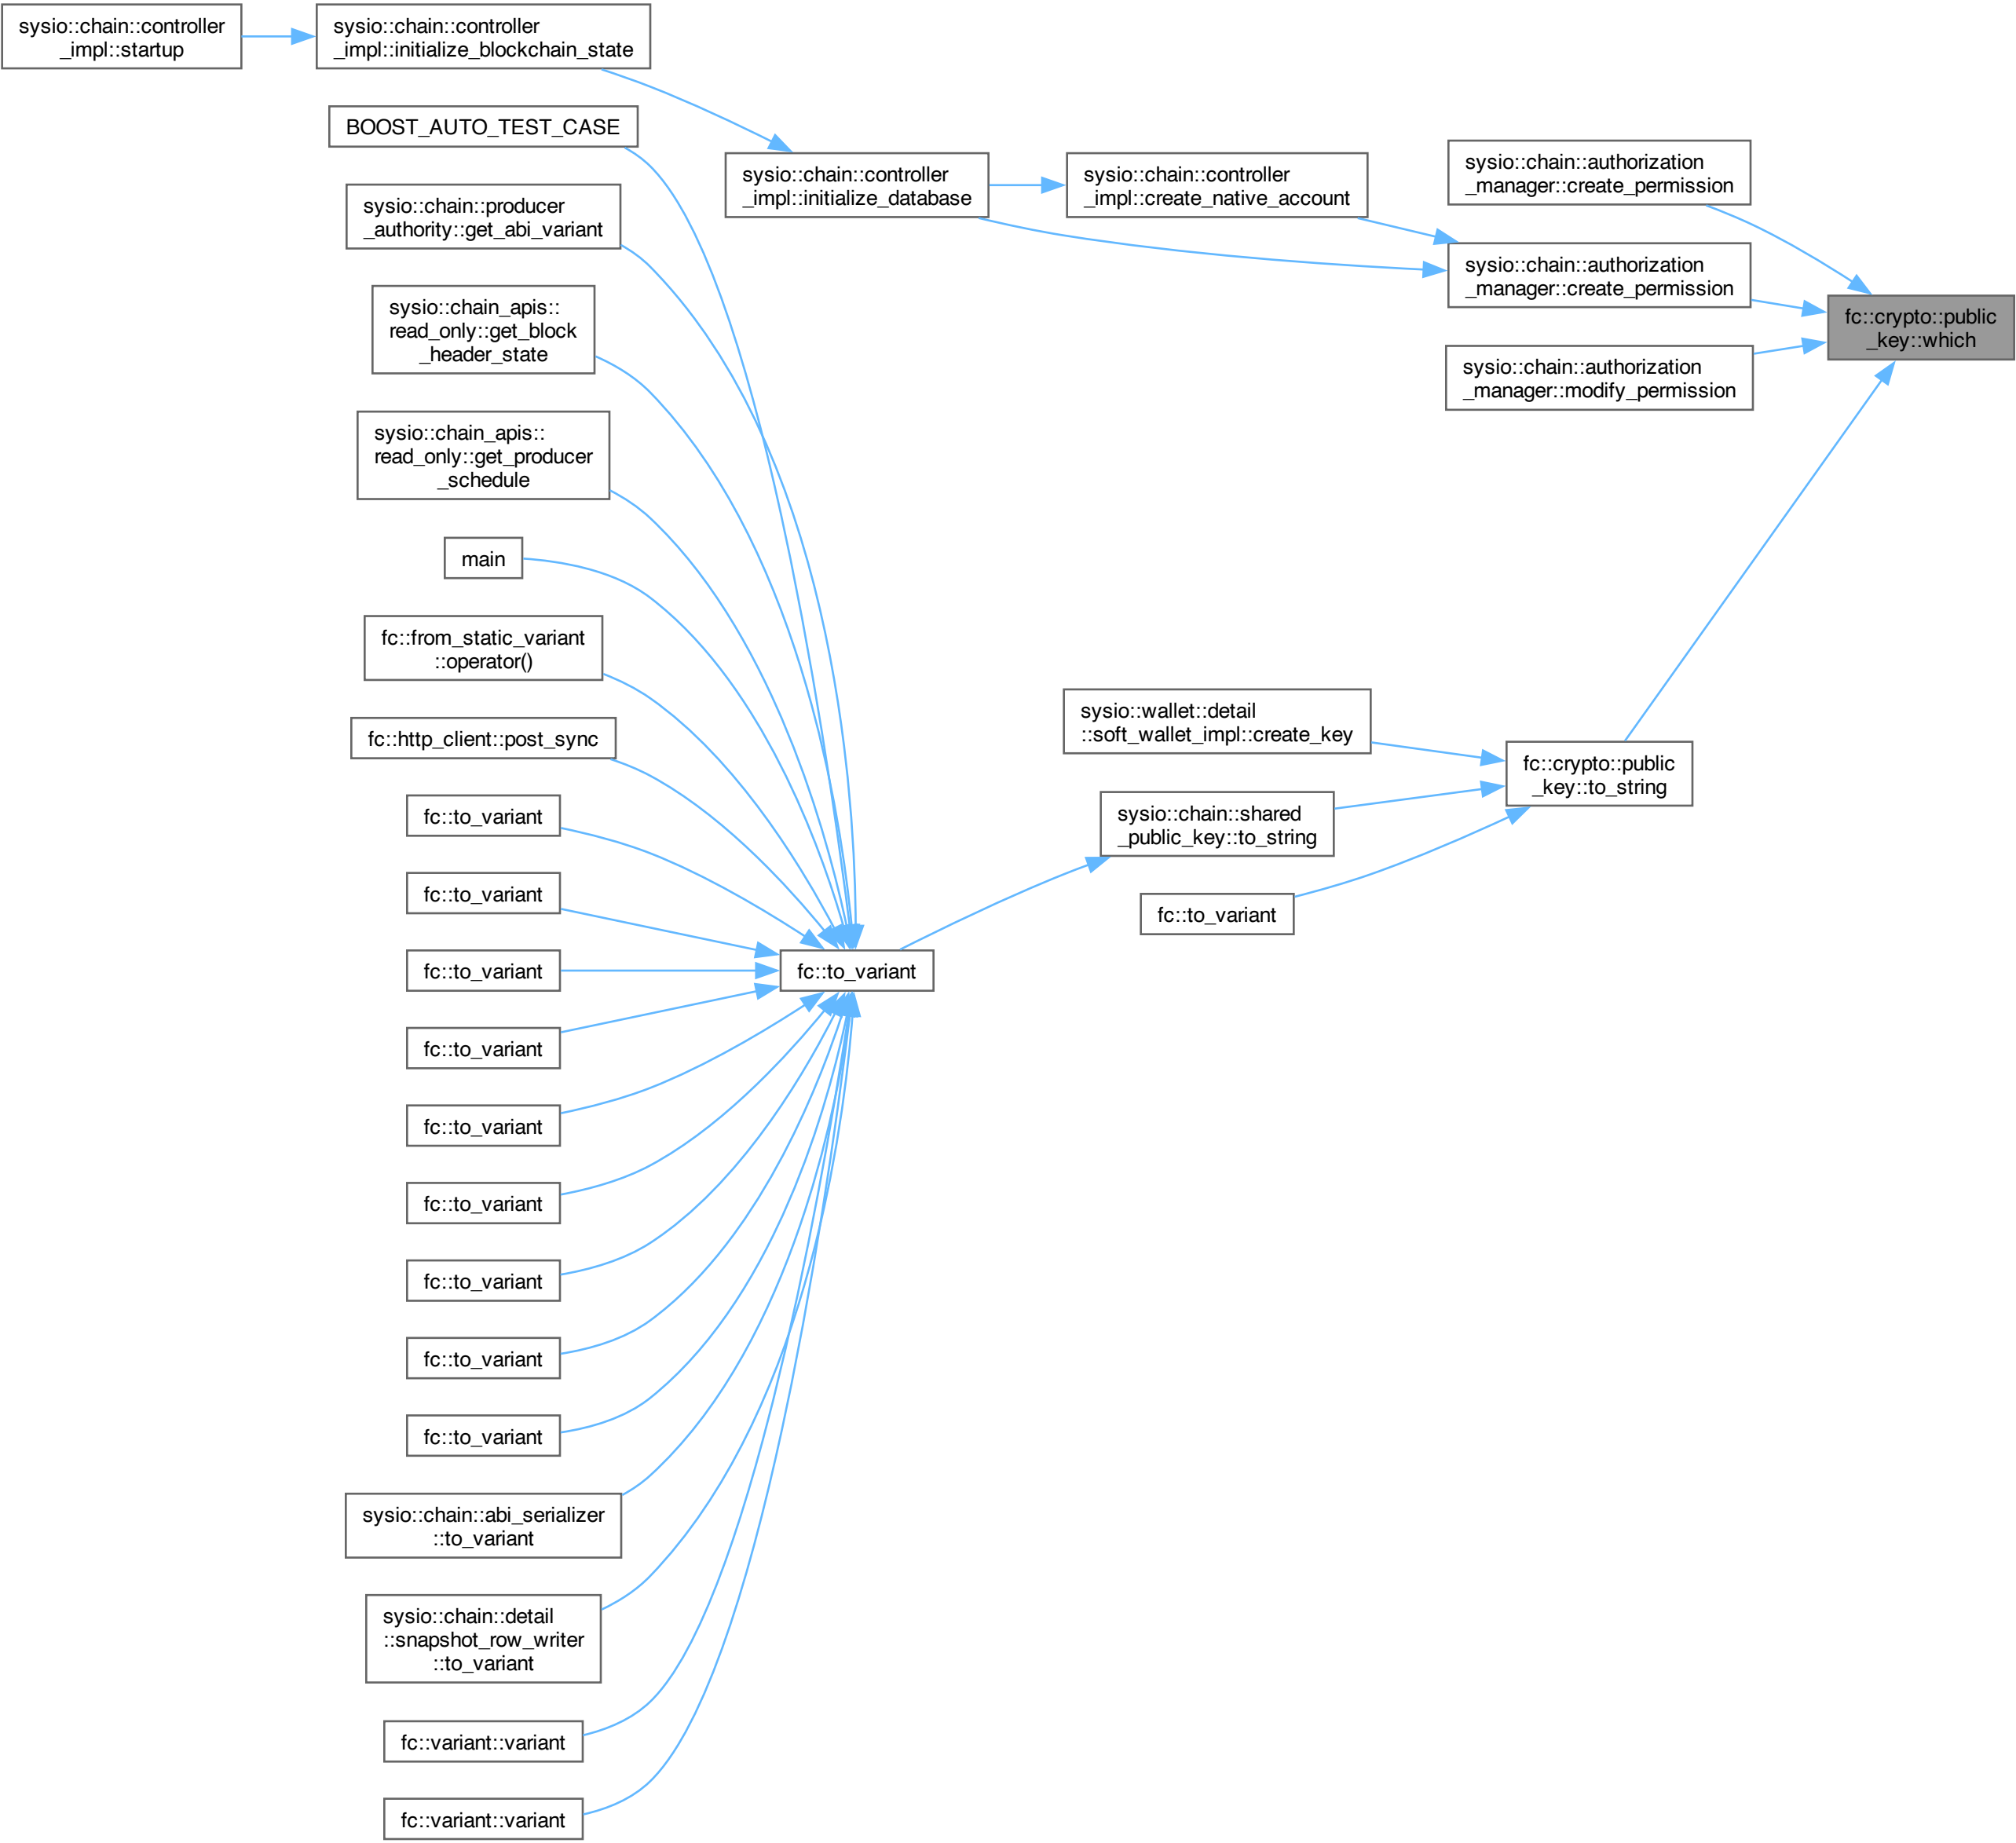 sysio::chain::controller
_impl::startup
sysio::chain::controller
_impl::initialize_blockchain_state
BOOST_AUTO_TEST_CASE
sysio::chain::producer
_authority::get_abi_variant
sysio::chain_apis::
read_only::get_block
_header_state
sysio::chain_apis::
read_only::get_producer
_schedule
main
fc::from_static_variant
::operator()
fc::http_client::post_sync
fc::to_variant
fc::to_variant
fc::to_variant
fc::to_variant
fc::to_variant
fc::to_variant
fc::to_variant
fc::to_variant
fc::to_variant
sysio::chain::abi_serializer
::to_variant
sysio::chain::detail
::snapshot_row_writer
::to_variant
fc::variant::variant
fc::variant::variant
sysio::chain::controller
_impl::initialize_database
fc::to_variant
sysio::chain::controller
_impl::create_native_account
sysio::wallet::detail
::soft_wallet_impl::create_key
sysio::chain::shared
_public_key::to_string
fc::to_variant
sysio::chain::authorization
_manager::create_permission
sysio::chain::authorization
_manager::create_permission
sysio::chain::authorization
_manager::modify_permission
fc::crypto::public
_key::to_string
fc::crypto::public
_key::which